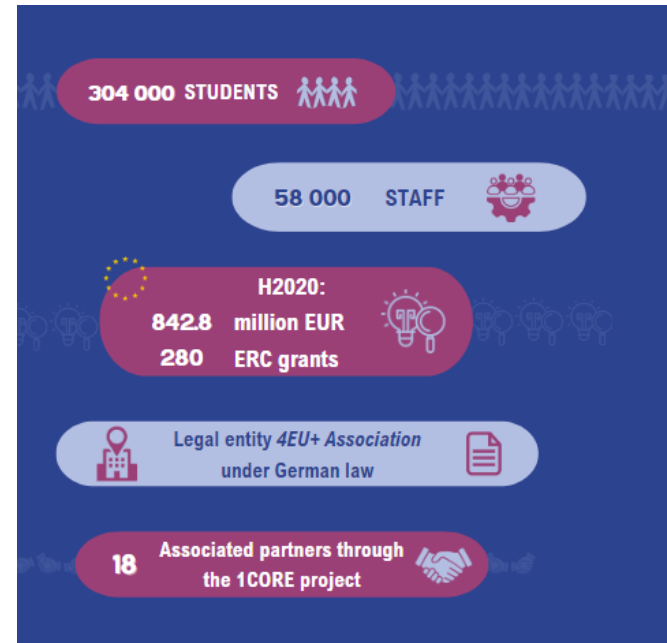 304 000 STUDENTS
58 000 STAFF
H2020:
842.8 million EUR
280 ERC grants
Legal entity 4EU+ Association
under German law
18 Associated partners through
the 1CORE project